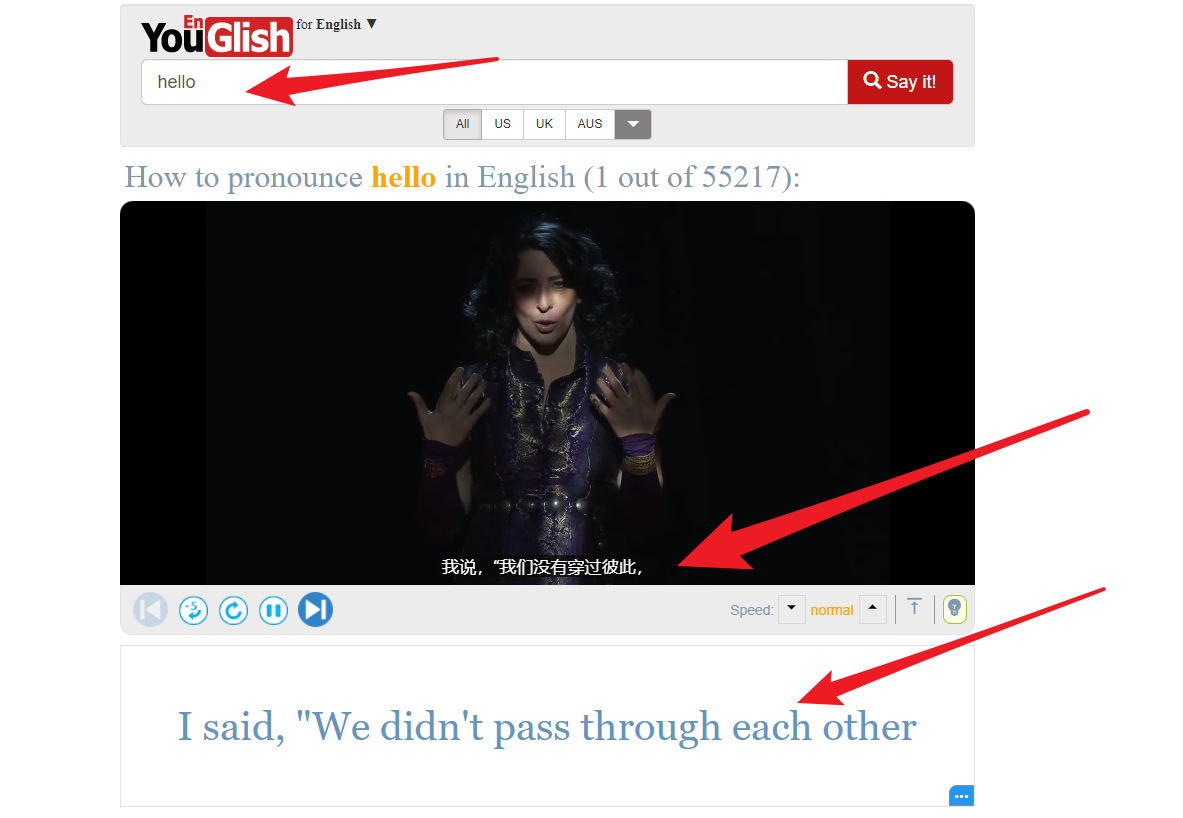 YouEnGlish for English ▼
hello
Say it!
All US UK AUS
How to pronounce hello in English (1 out of 55217):
我说，“我们没有穿过彼此，
-5
Speed: normal
I said, "We didn't pass through each other